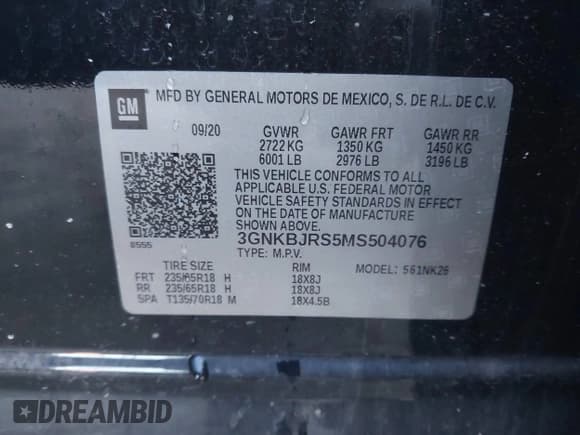 GM
MFD BY GENERAL MOTORS DE MEXICO, S. DE R.L. DE C.V.
09/20 GVWR GAWR FRT GAWR RR
2722 KG 1350 KG 1450 KG
6001 LB 2976 LB 3196 LB
THIS VEHICLE CONFORMS TO ALL
APPLICABLE U.S. FEDERAL MOTOR
VEHICLE SAFETY STANDARDS IN EFFECT
ON THE DATE OF MANUFACTURE
SHOWN ABOVE.
3GNKBJRS5MS504076
8555
TYPE: M.P.V.
TIRE SIZE RIM MODEL: 561NK26
FRT 235/65R18 H 18X8J
RR 235/65R18 H 18X8J
SPA T135/70R18 M 18X4.5B
DREAMBID